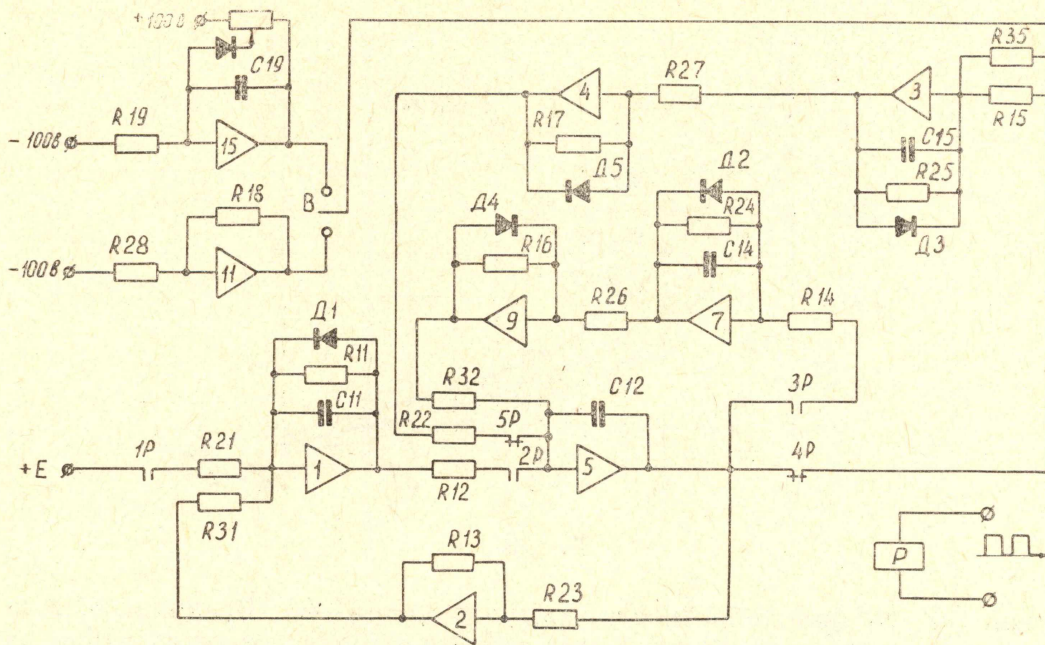 +100в
C19
R19
-100в
15
R18
В
R28
-100в
11
R35
R27
4
3
R17
R15
C15
Д5
R25
Д2
Д3
R24
Д4
R16
C14
R26
R14
9
7
Д1
R11
C11
R32
C12
3Р
R22
5Р
1Р
R21
2Р
4Р
+E
1
R12
5
R31
R13
Р
R23
2